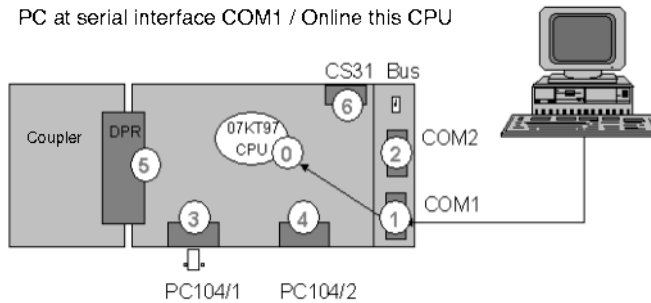 PC at serial interface COM1 / Online this CPU
CS31 Bus
6
Coupler
DPR
07KT97
CPU
0
2
COM2
5
3
4
1
COM1
PC104/1
PC104/2